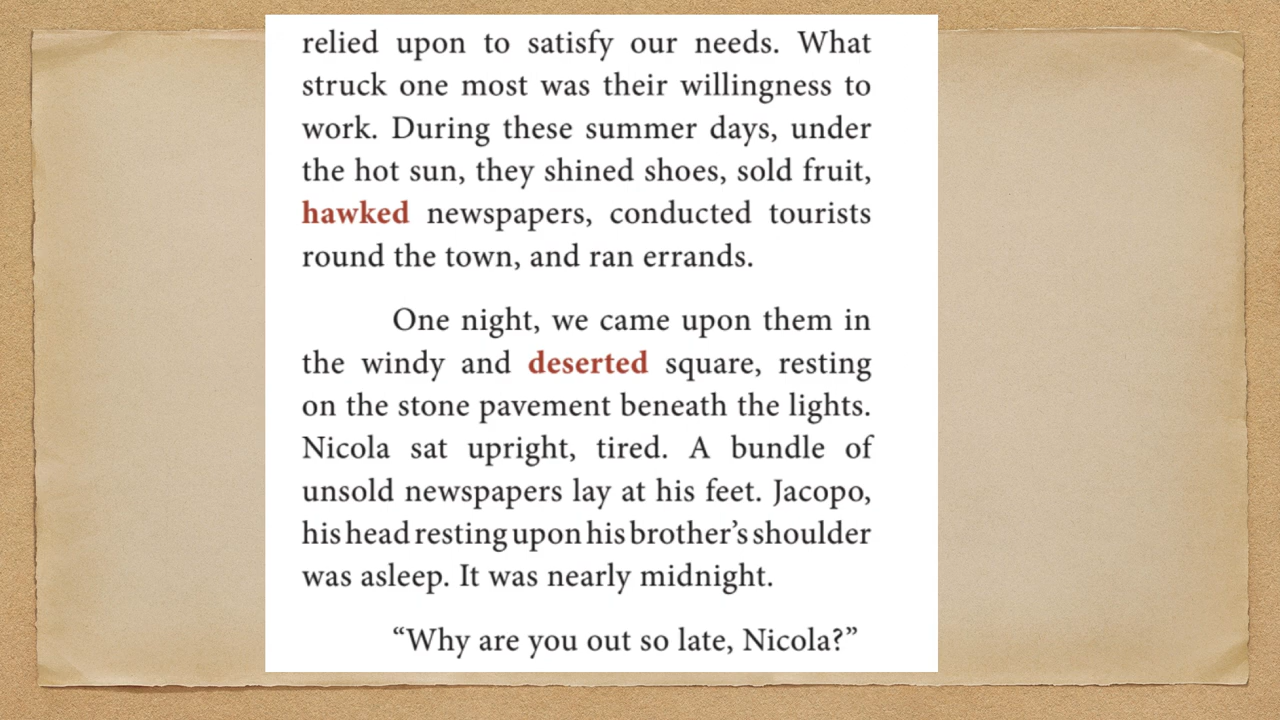 relied upon to satisfy our needs. What
struck one most was their willingness to
work. During these summer days, under
the hot sun, they shined shoes, sold fruit,
hawked newspapers, conducted tourists
round the town, and ran errands.
One night, we came upon them in
the windy and deserted square, resting
on the stone pavement beneath the lights.
Nicola sat upright, tired. A bundle of
unsold newspapers lay at his feet. Jacopo,
his head resting upon his brother’s shoulder
was asleep. It was nearly midnight.
“Why are you out so late, Nicola?”